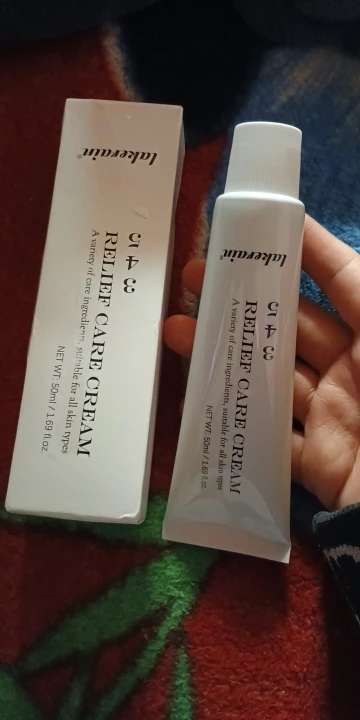 lakerain®
543
RELIEF CARE CREAM
A variety of care ingredients, suitable for all skin types
NET WT: 50ml / 1.69 fl.oz
lakerain®
543
RELIEF CARE CREAM
A variety of care ingredients, suitable for all skin types
NET WT: 50ml / 1.69 fl.oz